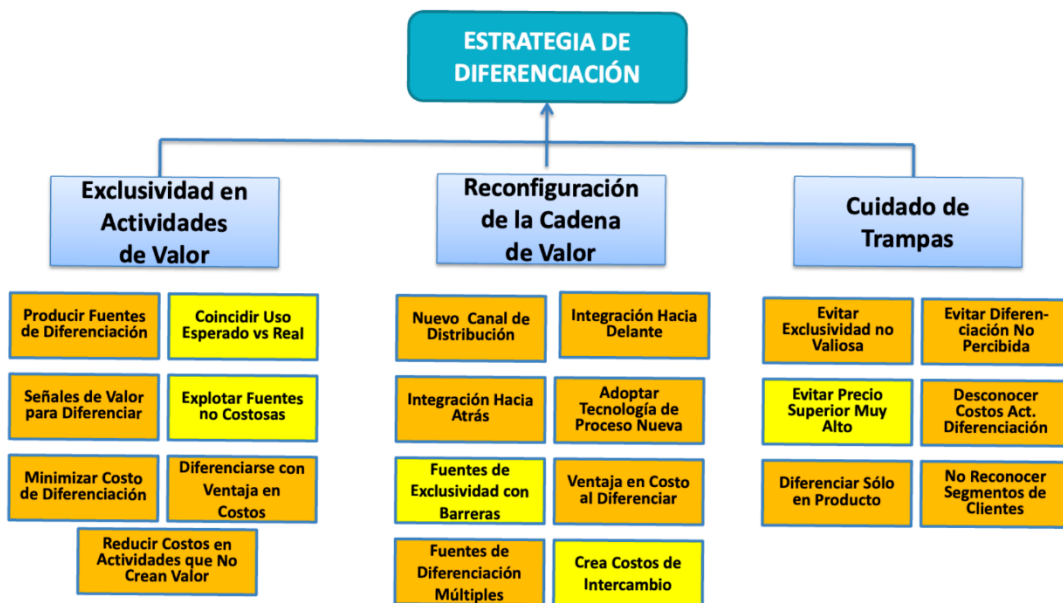 ESTRATEGIA DE
DIFERENCIACIÓN
Exclusividad en
Actividades
de Valor
Reconfiguración
de la Cadena
de Valor
Cuidado de
Trampas
Producir Fuentes
de Diferenciación
Coincidir Uso
Esperado vs Real
Señales de Valor
para Diferenciar
Explotar Fuentes
no Costosas
Minimizar Costo
de Diferenciación
Diferenciarse con
Ventaja en
Costos
Reducir Costos en
Actividades que No
Crean Valor
Nuevo Canal de
Distribución
Integración Hacia
Delante
Integración Hacia
Atrás
Adoptar
Tecnología de
Proceso Nueva
Fuentes de
Exclusividad con
Barreras
Ventaja en Costo
al Diferenciar
Fuentes de
Diferenciación
Múltiples
Crea Costos de
Intercambio
Evitar
Exclusividad no
Valiosa
Evitar Diferen-
ciación No
Percibida
Evitar Precio
Superior Muy
Alto
Desconocer
Costos Act.
Diferenciación
Diferenciar Sólo
en Producto
No Reconocer
Segmentos de
Clientes